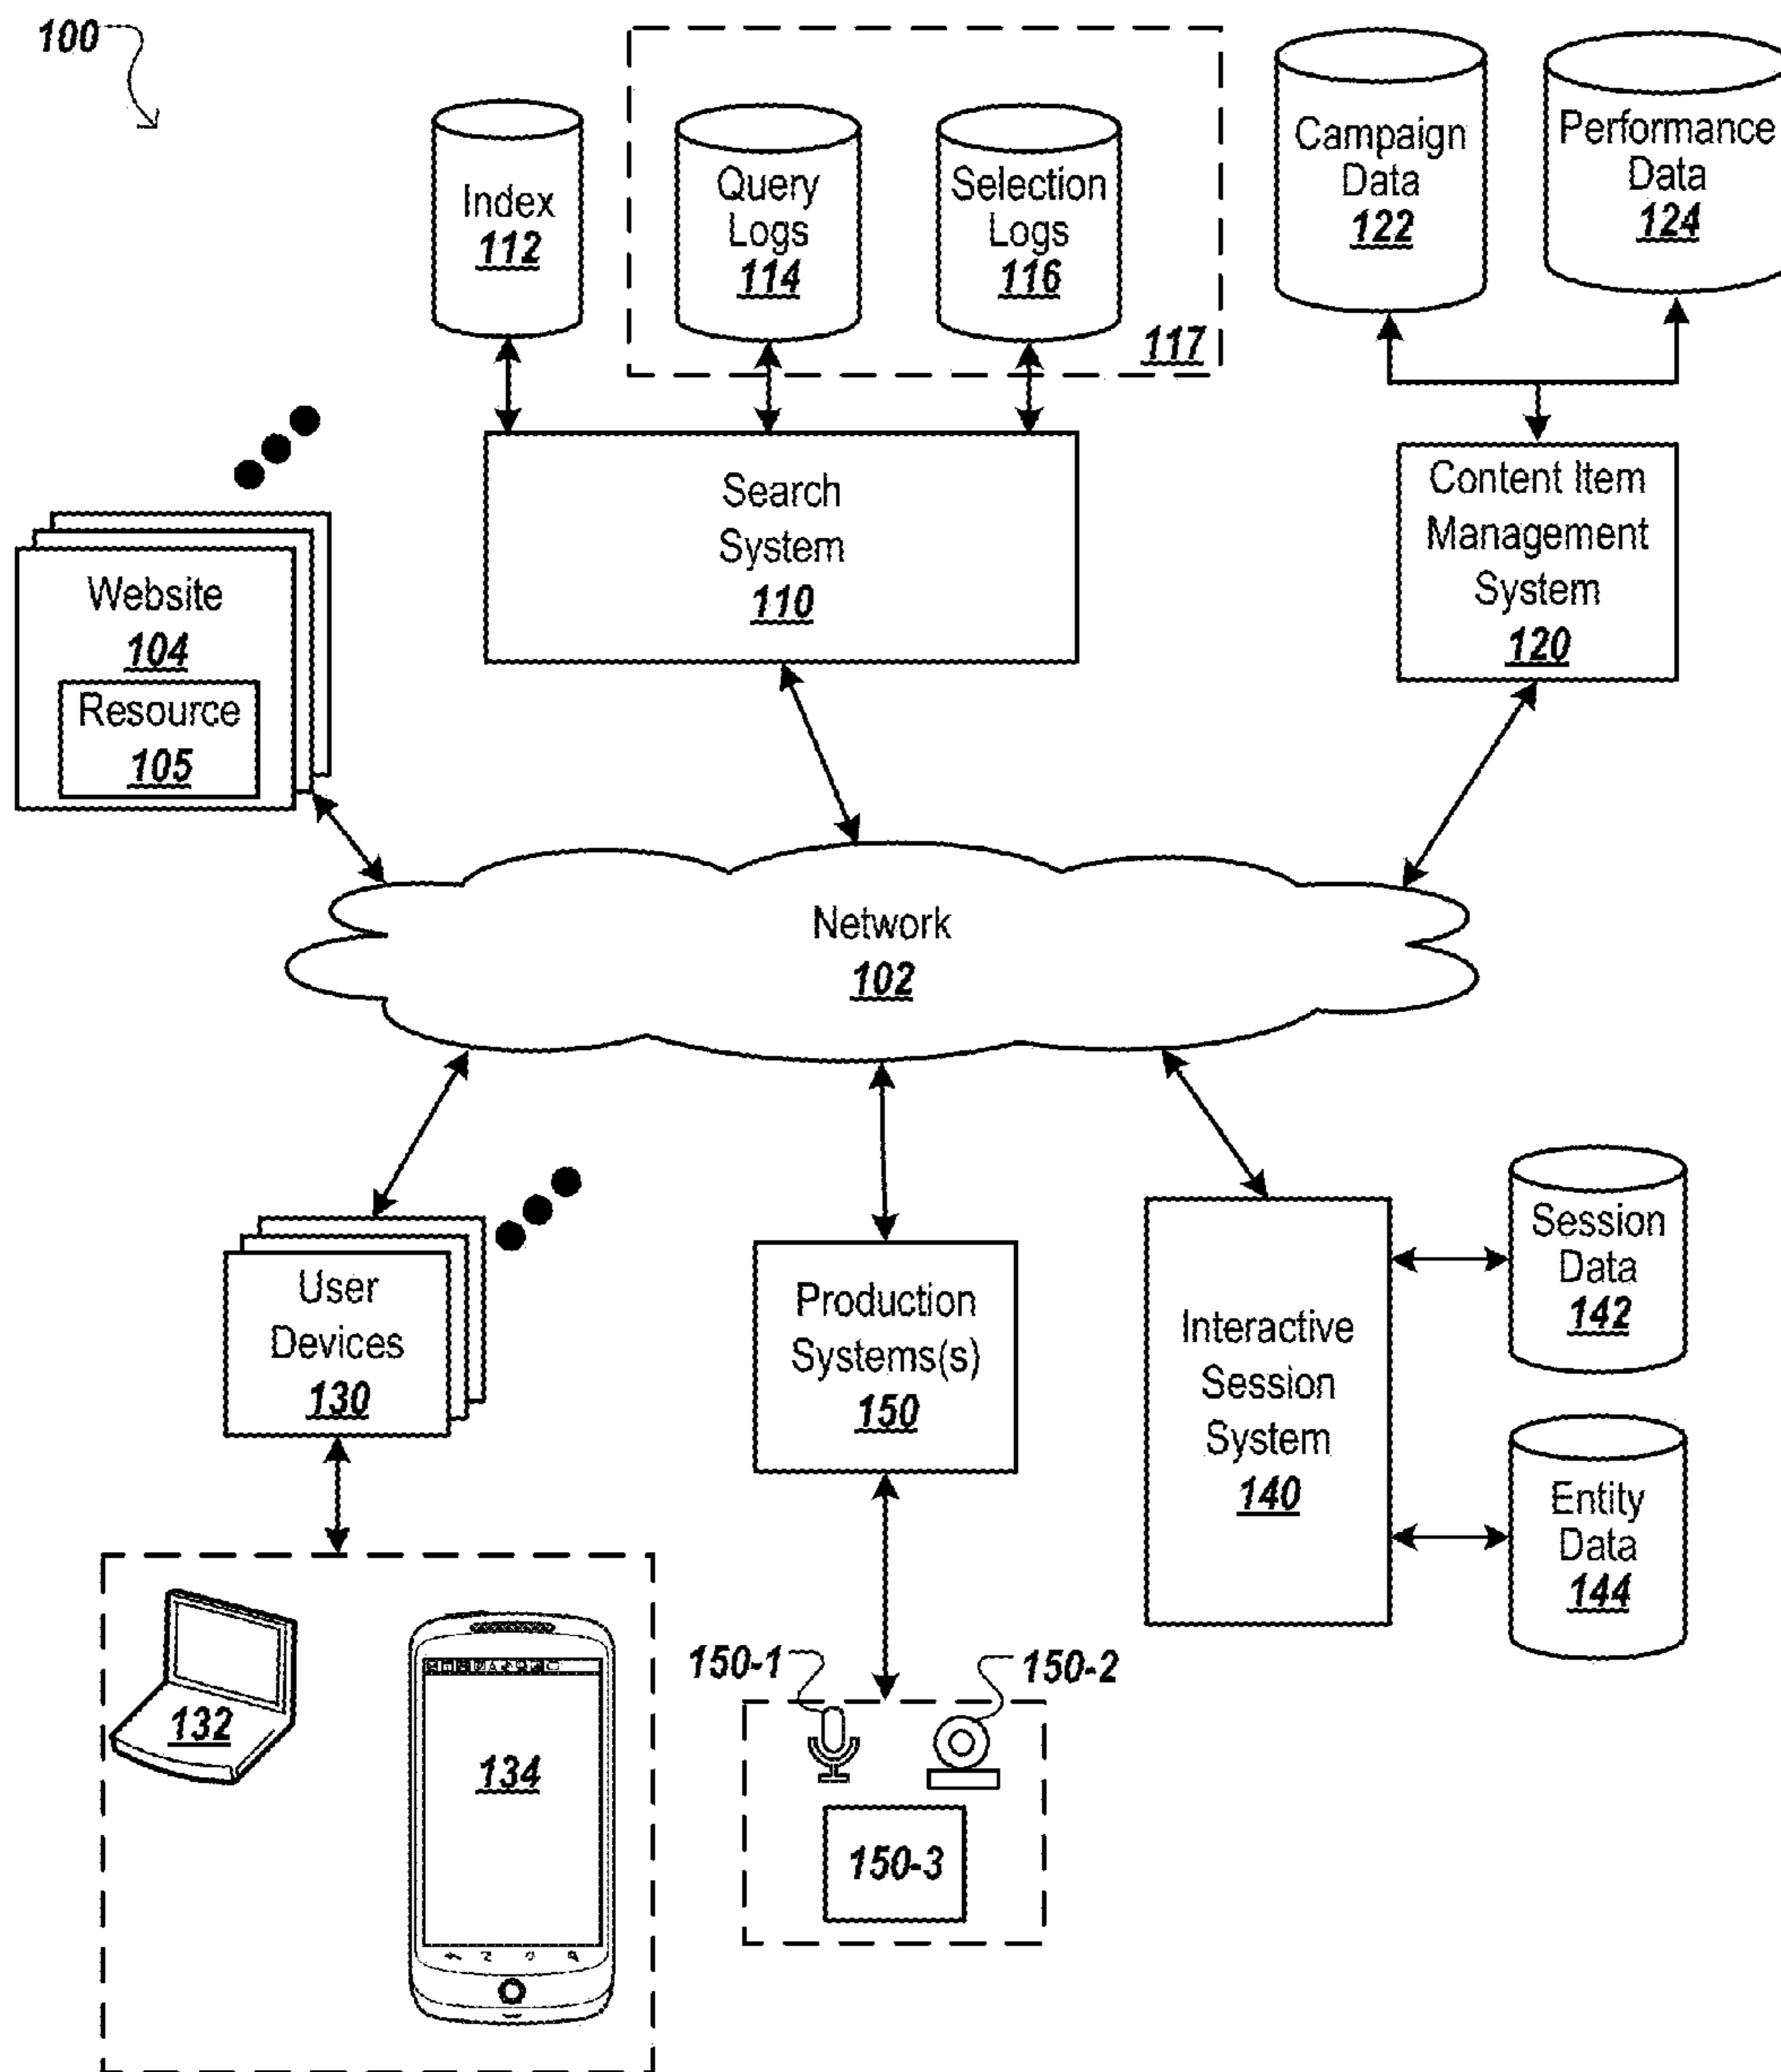 100
Index
112
Query
Logs
114
Selection
Logs
116
117
Campaign
Data
122
Performance
Data
124
Search
System
110
Content Item
Management
System
120
Website
104
Resource
105
Network
102
User
Devices
130
Production
Systems(s)
150
Interactive
Session
System
140
Session
Data
142
Entity
Data
144
132
134
150-1
150-2
150-3